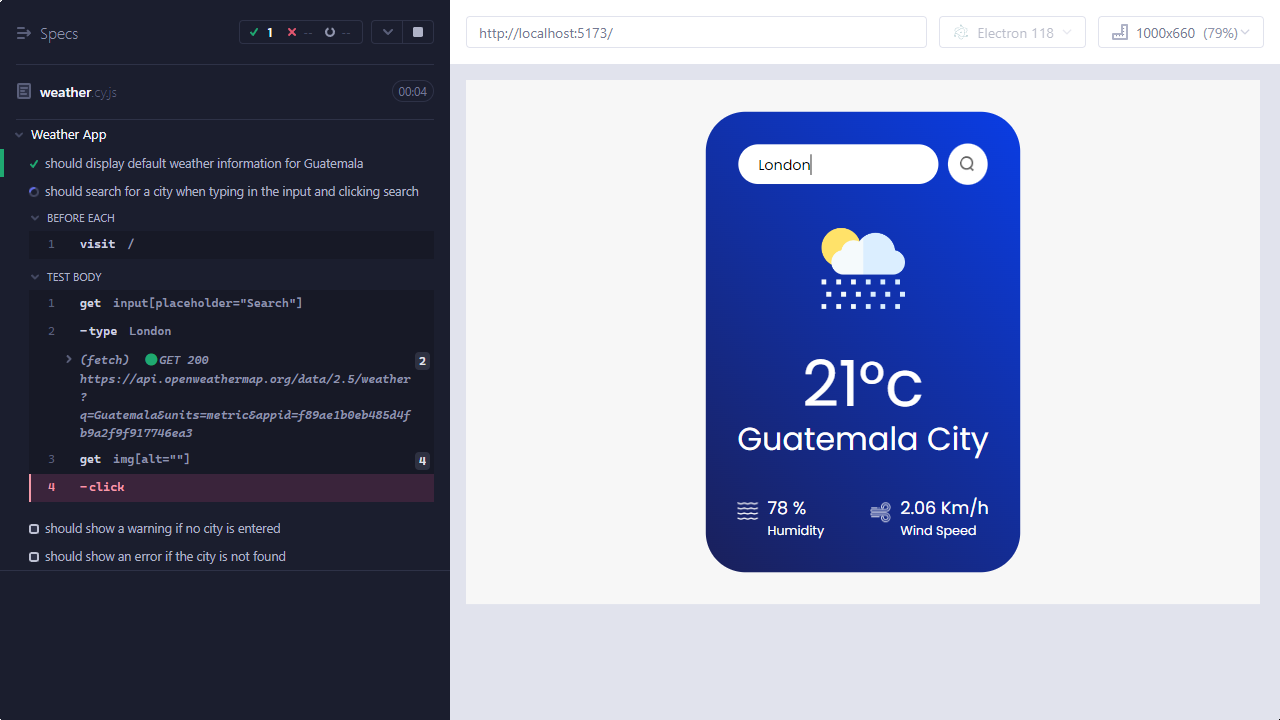 Specs
1 -- --
weather.cy.js 00:04
Weather App
should display default weather information for Guatemala
should search for a city when typing in the input and clicking search
BEFORE EACH
1 visit /
TEST BODY
1 get input[placeholder="Search"]
2 -type London
(fetch) GET 200 2
https://api.openweathermap.org/data/2.5/weather
?
q=Guatemala&units=metric&appid=f89ae1b0eb485d4f
b9a2f9f917746ea3
3 get img[alt=""] 4
4 -click
should show a warning if no city is entered
should show an error if the city is not found
http://localhost:5173/
Electron 118
1000x660 (79%)
London
21°c
Guatemala City
78 %
Humidity
2.06 Km/h
Wind Speed